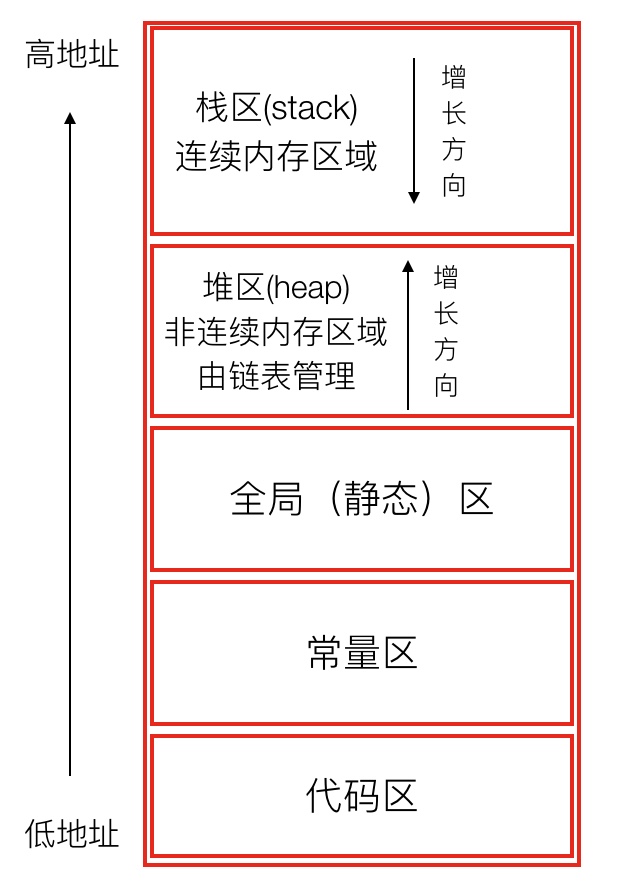 高地址
栈区(stack)
连续内存区域
增长方向
堆区(heap)
非连续内存区域
由链表管理
增长方向
全局（静态）区
常量区
代码区
低地址